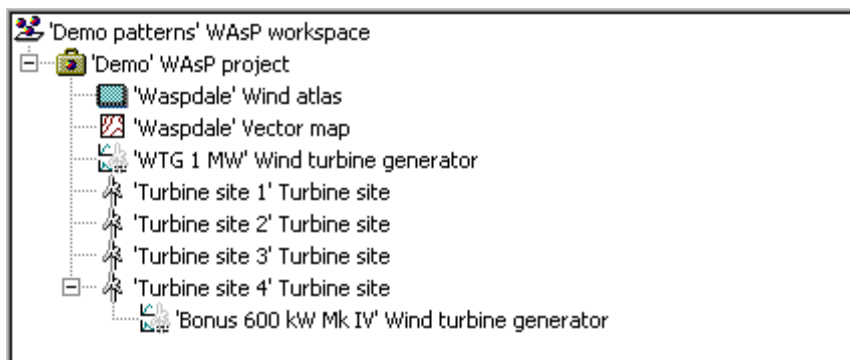 'Demo patterns' WAsP workspace
'Demo' WAsP project
'Waspdale' Wind atlas
'Waspdale' Vector map
'WTG 1 MW' Wind turbine generator
'Turbine site 1' Turbine site
'Turbine site 2' Turbine site
'Turbine site 3' Turbine site
'Turbine site 4' Turbine site
'Bonus 600 kW Mk IV' Wind turbine generator